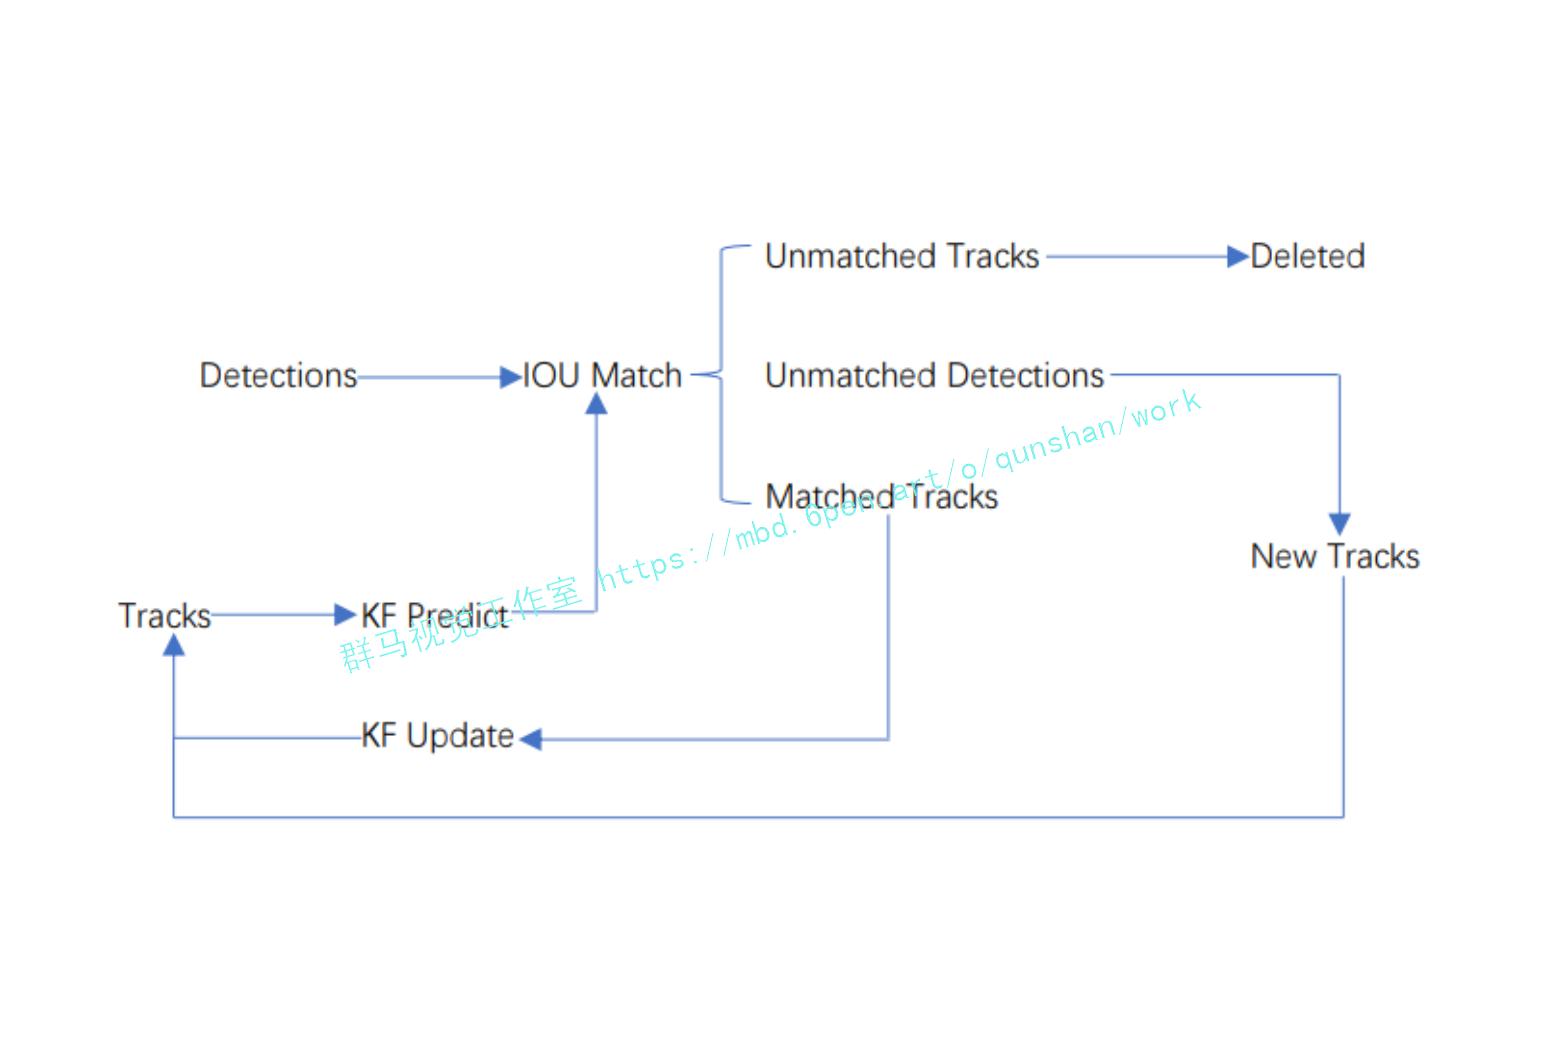 Unmatched Tracks
Deleted
Detections
IOU Match
Unmatched Detections
Matched Tracks
New Tracks
Tracks
KF Predict
KF Update
群马视觉工作室 https://mbd.6pen.art/o/qunshan/work